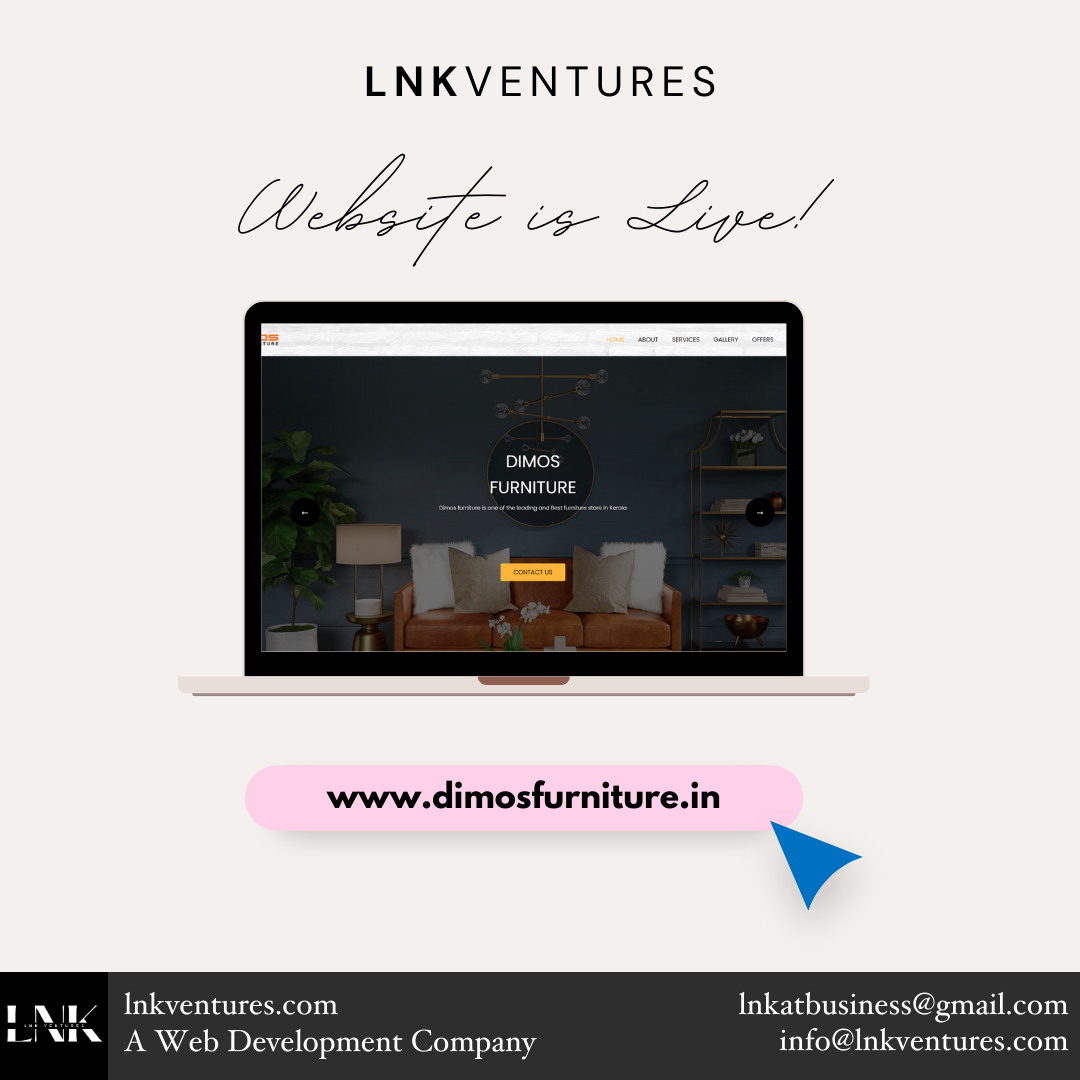 LNKVENTURES
Website is Live!
OS
TURE
HOME ABOUT SERVICES GALLERY OFFERS
DIMOS
FURNITURE
Dimos furniture is one of the leading and Best furniture store in Kerala
CONTACT US
www.dimosfurniture.in
LNK
LNK VENTURES
lnkventures.com
A Web Development Company
lnkatbusiness@gmail.com
info@lnkventures.com